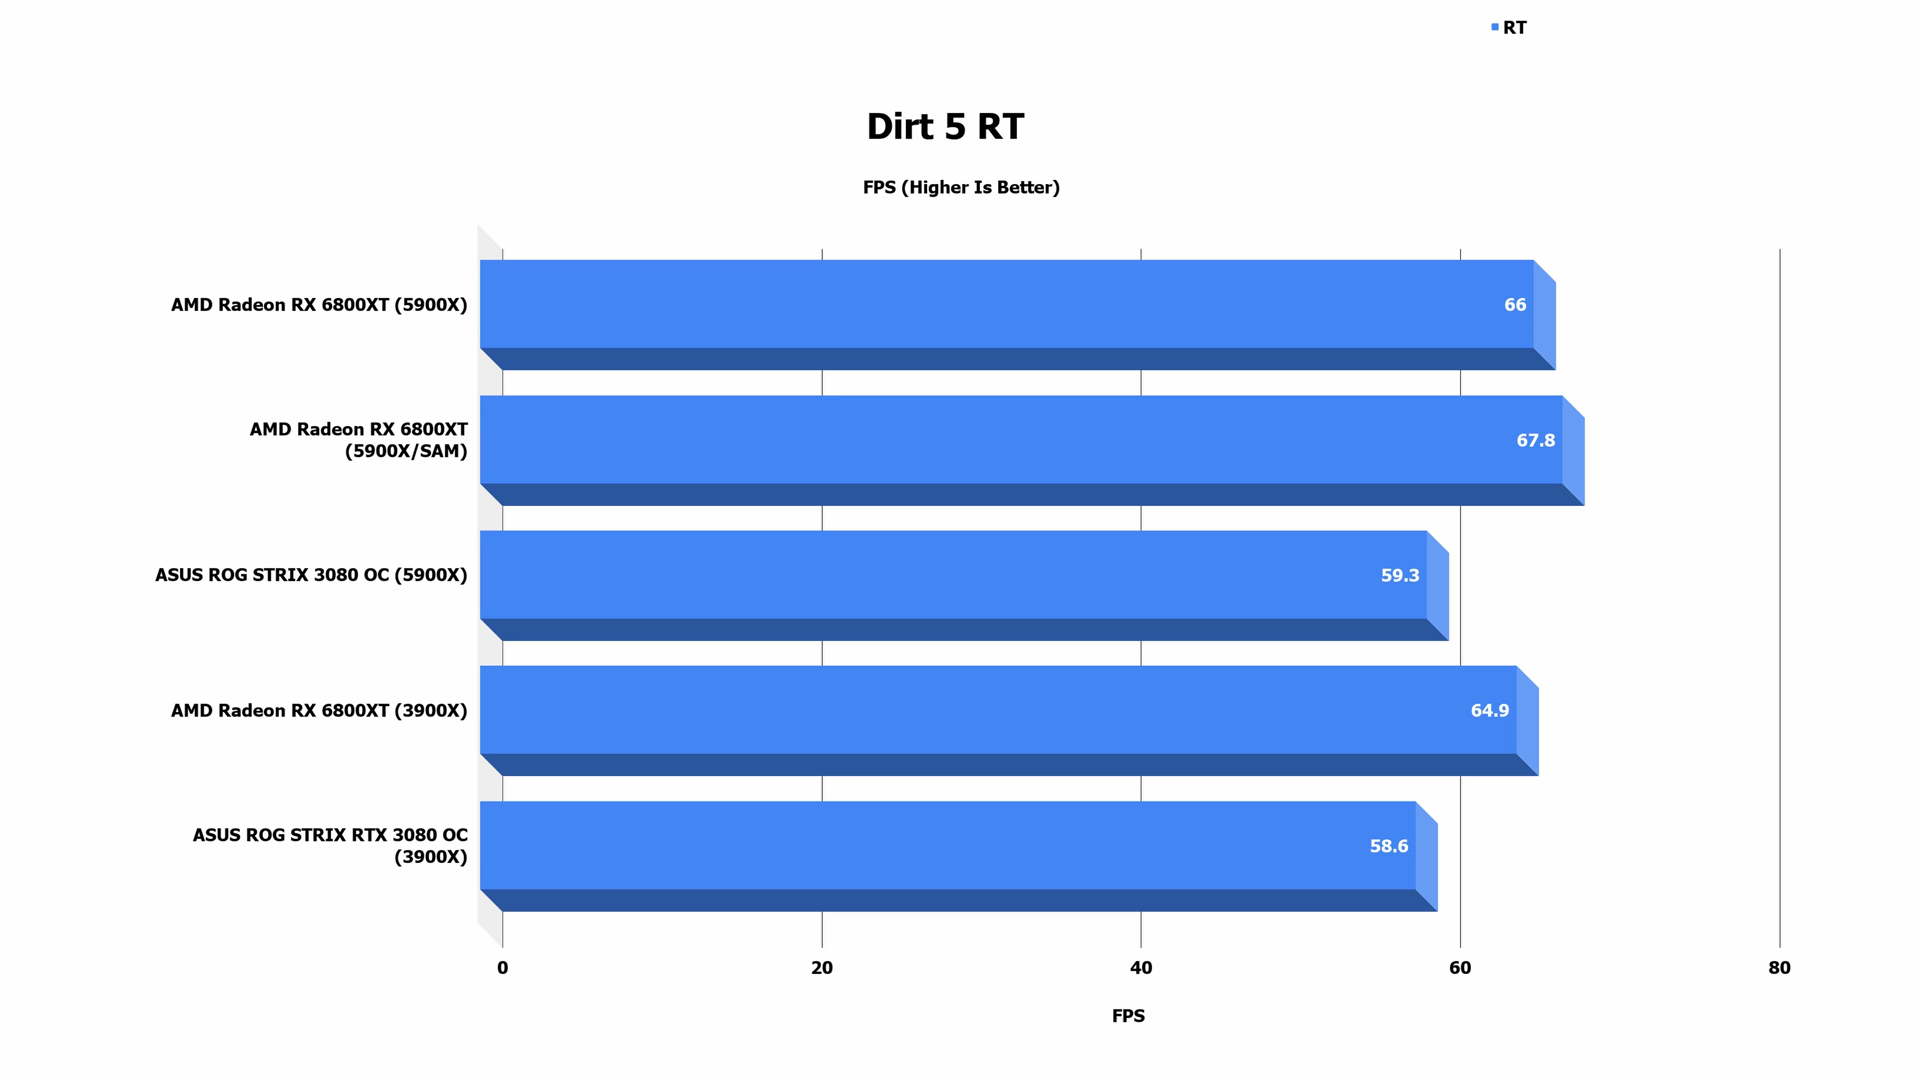 RT
Dirt 5 RT
FPS (Higher Is Better)
AMD Radeon RX 6800XT (5900X)
66
AMD Radeon RX 6800XT
(5900X/SAM)
67.8
ASUS ROG STRIX 3080 OC (5900X)
59.3
AMD Radeon RX 6800XT (3900X)
64.9
ASUS ROG STRIX RTX 3080 OC
(3900X)
58.6
0 20 40 60 80
FPS